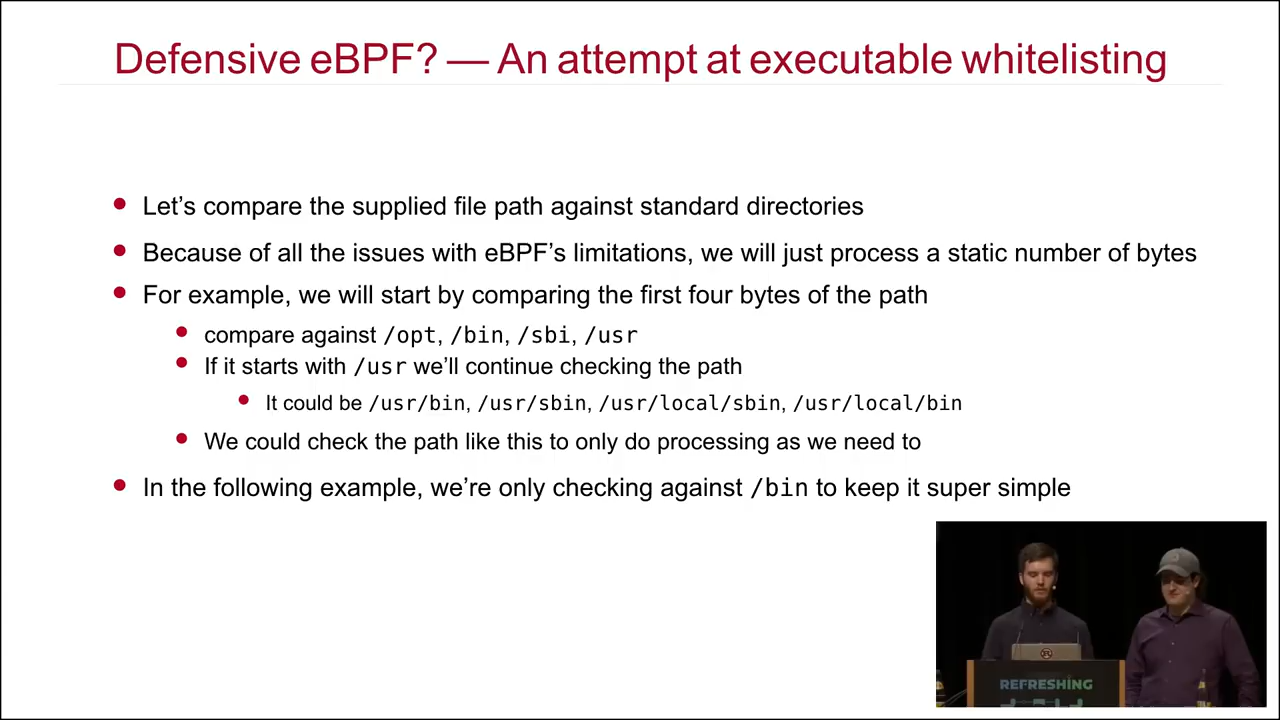 Defensive eBPF? — An attempt at executable whitelisting
Let's compare the supplied file path against standard directories
Because of all the issues with eBPF's limitations, we will just process a static number of bytes
For example, we will start by comparing the first four bytes of the path
compare against /opt, /bin, /sbi, /usr
If it starts with /usr we'll continue checking the path
It could be /usr/bin, /usr/sbin, /usr/local/sbin, /usr/local/bin
We could check the path like this to only do processing as we need to
In the following example, we're only checking against /bin to keep it super simple
REFRESHING